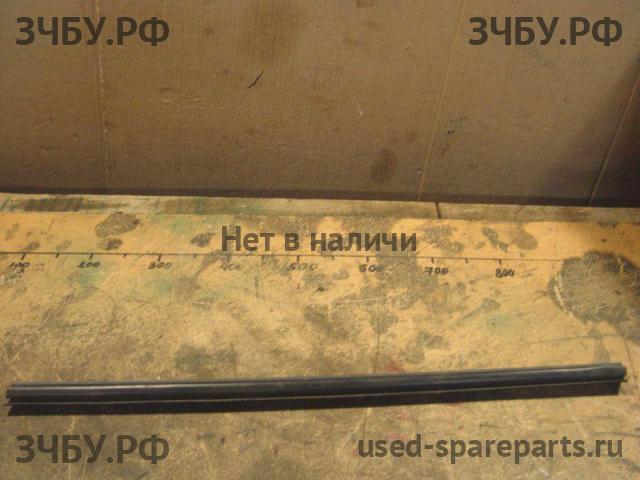 ЗЧБУ.РФ ЗЧБУ.РФ
Нет в наличи
100 200 300 400 500 600 700 800
ЗЧБУ.РФ used-spareparts.ru